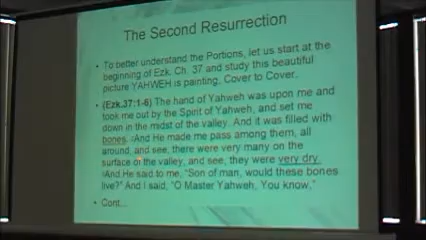 The Second Resurrection
• To better understand the Portions, let us start at the
beginning of Ezk. Ch. 37 and study this beautiful
picture YAHWEH is painting, Cover to Cover.
• (Ezk.37:1-6) The hand of Yahweh was upon me and
took me out by the Spirit of Yahweh, and set me
down in the midst of the valley. And it was filled with
bones. And He made me pass among them, all
around, and see, there were very many on the
surface of the valley, and see, they were very dry.
And He said to me, "Son of man, would these bones
live?" And I said, "O Master Yahweh, You know,"
• Cont...